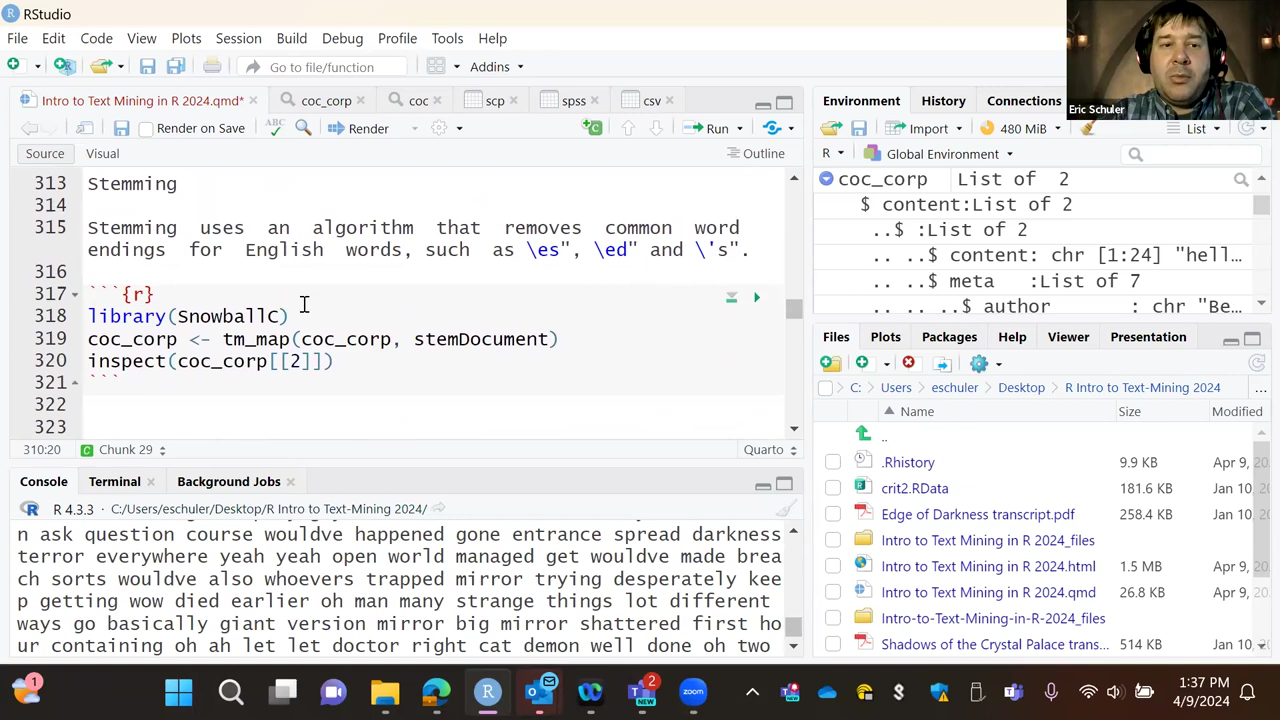 RStudio
File Edit Code View Plots Session Build Debug Profile Tools Help
Go to file/function Addins
Intro to Text Mining in R 2024.qmd* coc_corp coc scp spss csv
Render on Save ABC Render Run
Source Visual Outline
313 Stemming
314
315 Stemming uses an algorithm that removes common word
endings for English words, such as \es", \ed" and \'s".
316
317 ```{r}
318 library(SnowballC)
319 coc_corp <- tm_map(coc_corp, stemDocument)
320 inspect(coc_corp[[2]])
321 ```
322
323
310:20 Chunk 29 Quarto
Console Terminal Background Jobs
R 4.3.3 · C:/Users/eschuler/Desktop/R Intro to Text-Mining 2024/
n ask question course wouldve happened gone entrance spread darkness
terror everywhere yeah yeah open world managed get wouldve made brea
ch sorts wouldve also whoevers trapped mirror trying desperately kee
p getting wow died earlier oh man many strange things lot different
ways go basically giant version mirror big mirror shattered first ho
ur containing oh ah let let doctor right cat demon well done oh two
Eric Schuler
Environment History Connections
Import 480 MiB List
R Global Environment
coc_corp List of 2
$ content:List of 2
..$ :List of 2
.. ..$ content: chr [1:24] "hell…
.. ..$ meta :List of 7
.. .. ..$ author : chr "Be…
Files Plots Packages Help Viewer Presentation
C: Users eschuler Desktop R Intro to Text-Mining 2024 ...
Name Size Modified
..
.Rhistory 9.9 KB Apr 9, 20
crit2.RData 181.6 KB Jan 10,
Edge of Darkness transcript.pdf 258.4 KB Jan 10,
Intro to Text Mining in R 2024_files
Intro to Text Mining in R 2024.html 1.5 MB Apr 9, 20
Intro to Text Mining in R 2024.qmd 26.8 KB Apr 9, 20
Intro-to-Text-Mining-in-R-2024_files
Shadows of the Crystal Palace trans... 514 KB Jan 10,
1 2 NEW zoom 1:37 PM
4/9/2024